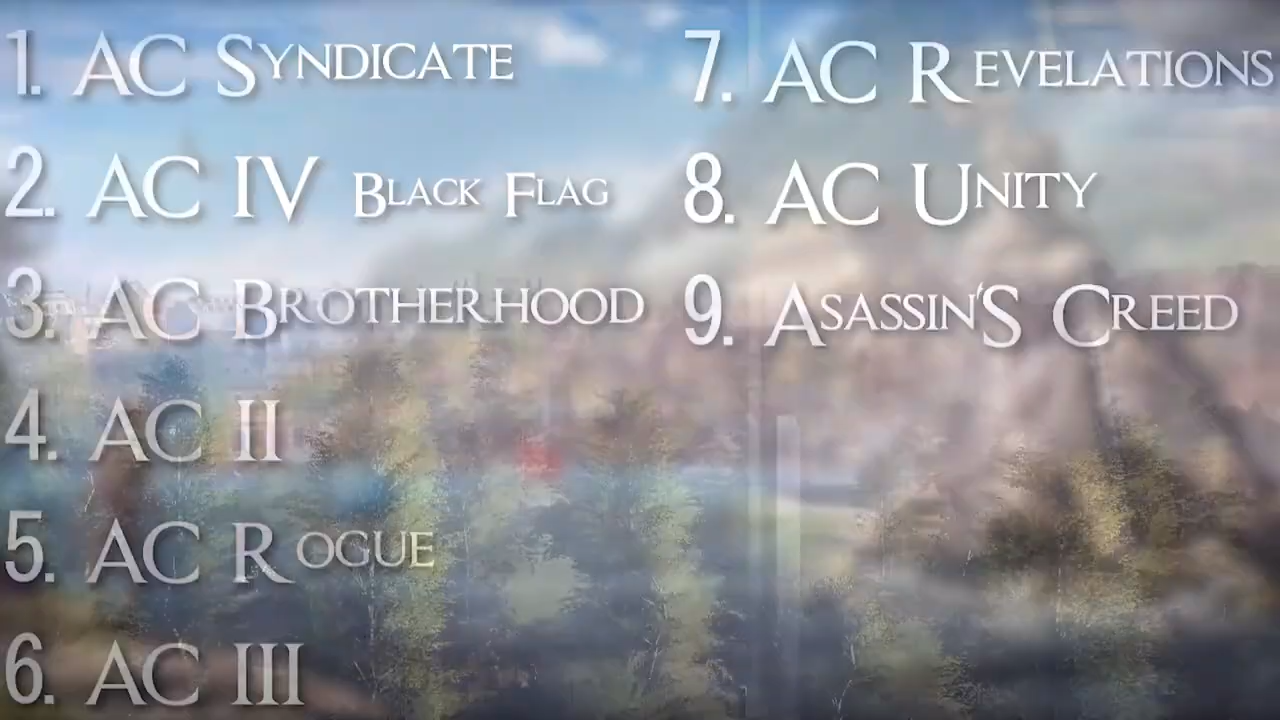 1. AC Syndicate
2. AC IV Black Flag
3. AC Brotherhood
4. AC II
5. AC Rogue
6. AC III
7. AC Revelations
8. AC Unity
9. Asassin'S Creed